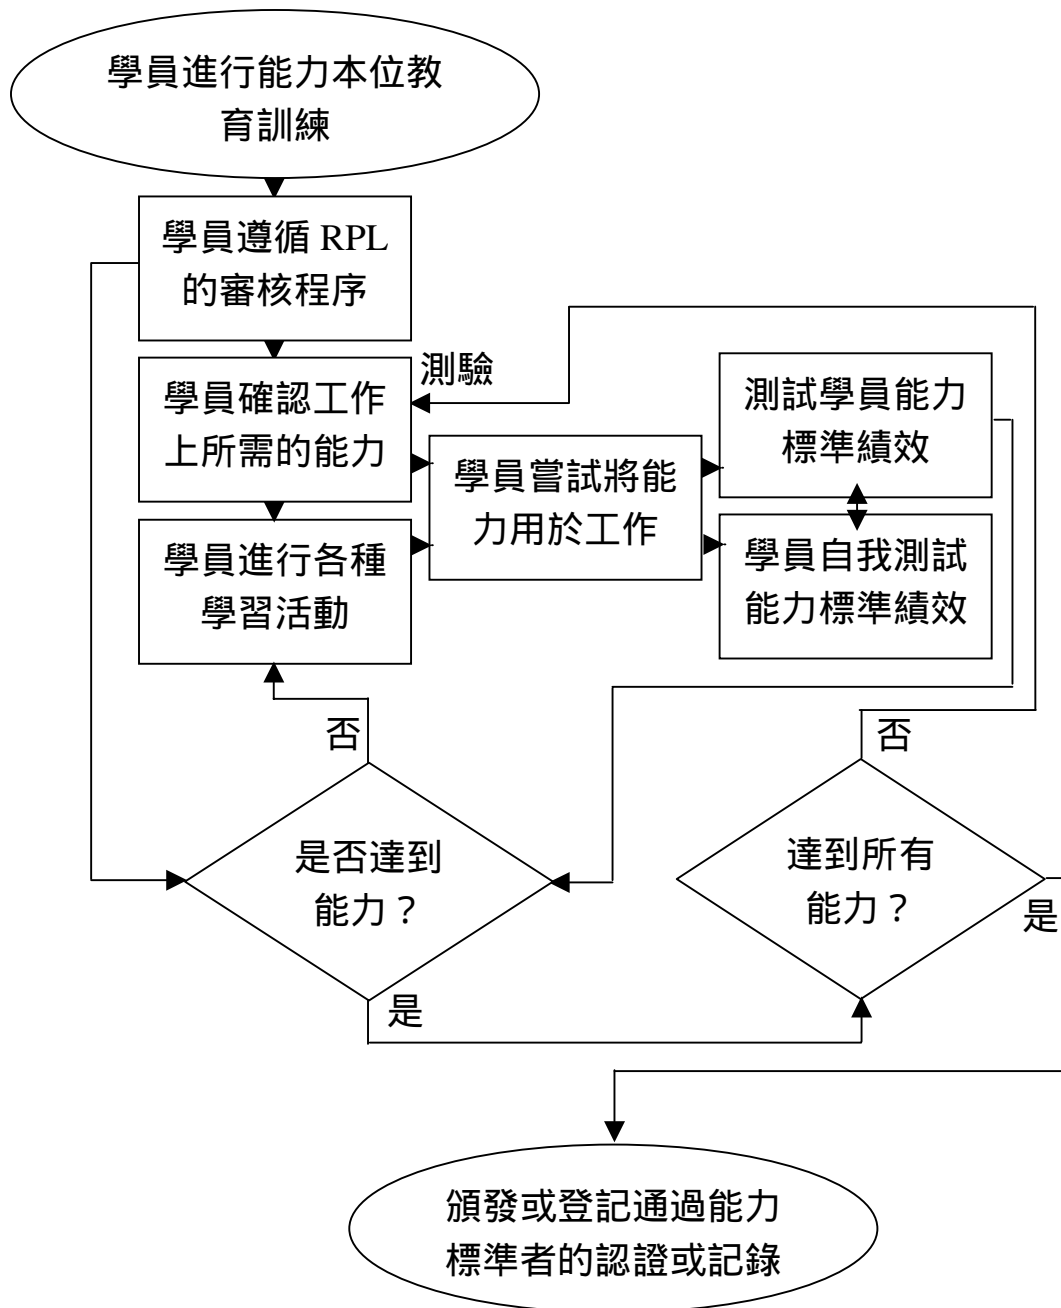 學員進行能力本位教
育訓練
學員遵循 RPL
的審核程序
學員確認工作
上所需的能力
測驗
學員進行各種
學習活動
學員嘗試將能
力用於工作
測試學員能力
標準績效
學員自我測試
能力標準績效
否
是否達到
能力？
是
否
達到所有
能力？
是
頒發或登記通過能力
標準者的認證或記錄